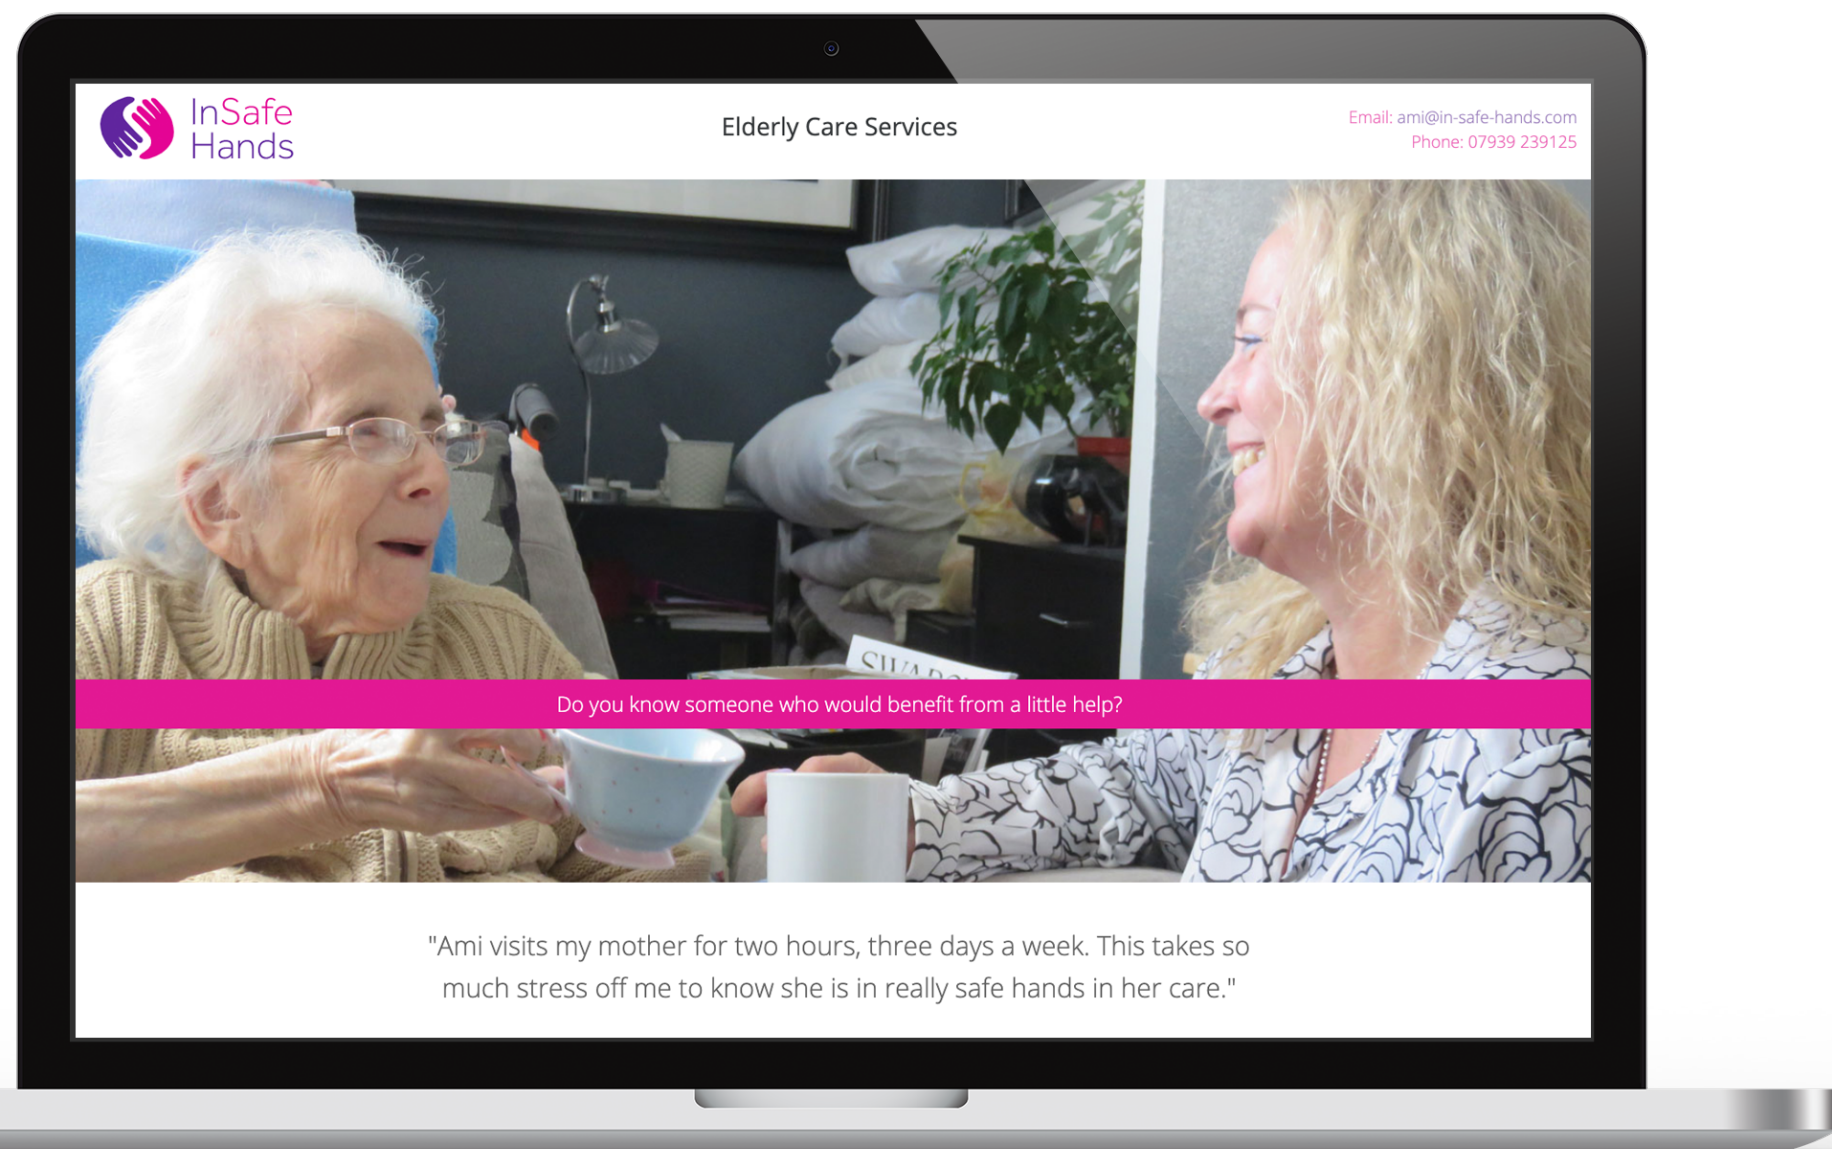 InSafe
Hands
Elderly Care Services
Email: ami@in-safe-hands.com
Phone: 07939 239125
Do you know someone who would benefit from a little help?
"Ami visits my mother for two hours, three days a week. This takes so
much stress off me to know she is in really safe hands in her care."